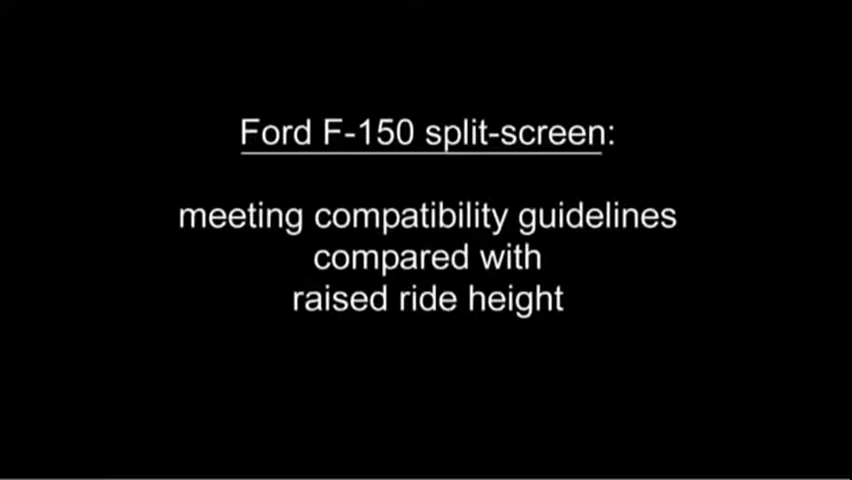 Ford F-150 split-screen:
meeting compatibility guidelines
compared with
raised ride height